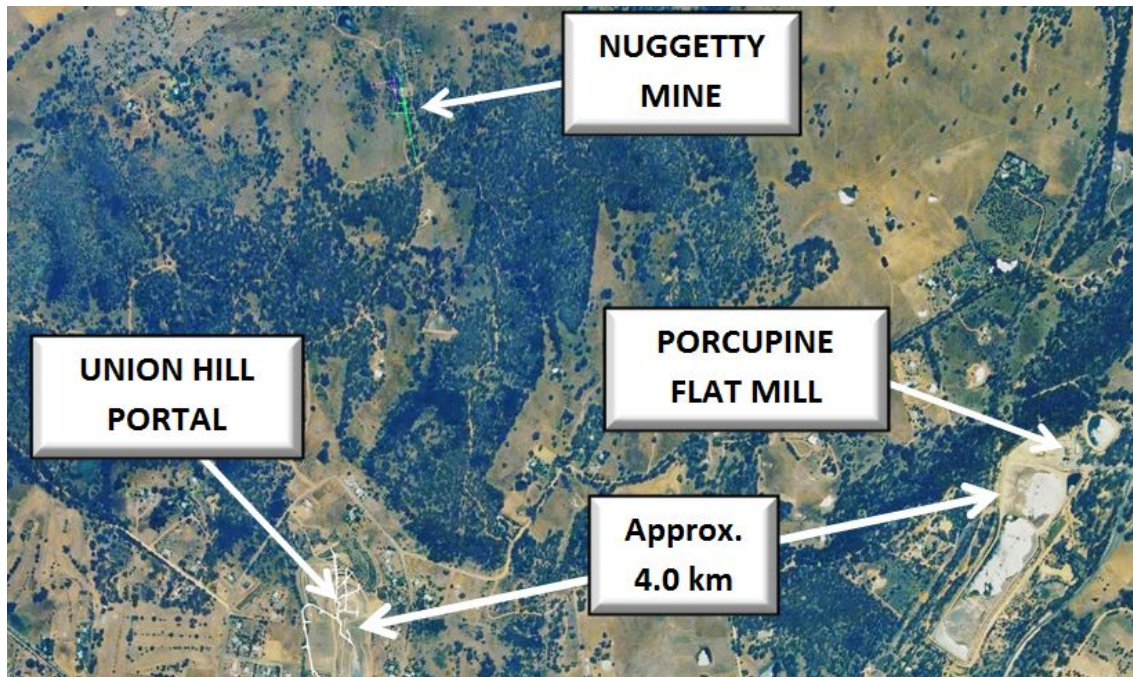 NUGGETTY
MINE
UNION HILL
PORTAL
PORCUPINE
FLAT MILL
Approx.
4.0 km